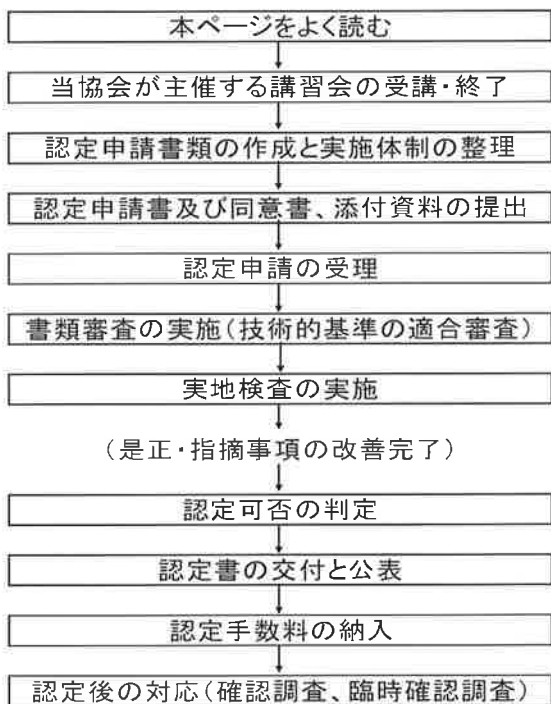 本ページをよく読む
当協会が主催する講習会の受講・終了
認定申請書類の作成と実施体制の整理
認定申請書及び同意書、添付資料の提出
認定申請の受理
書類審査の実施(技術的基準の適合審査)
実地検査の実施
(是正・指摘事項の改善完了)
認定可否の判定
認定書の交付と公表
認定手数料の納入
認定後の対応(確認調査、臨時確認調査)